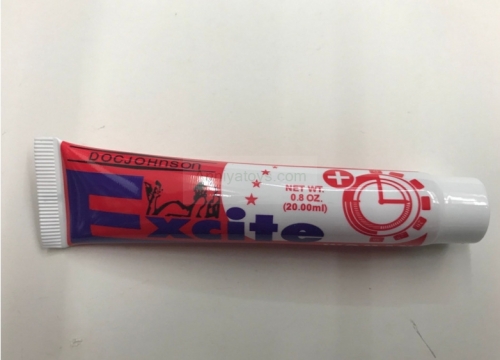 DOCJOHNSON
Excite
NET WT.
0.8 OZ.
(20.00ml)